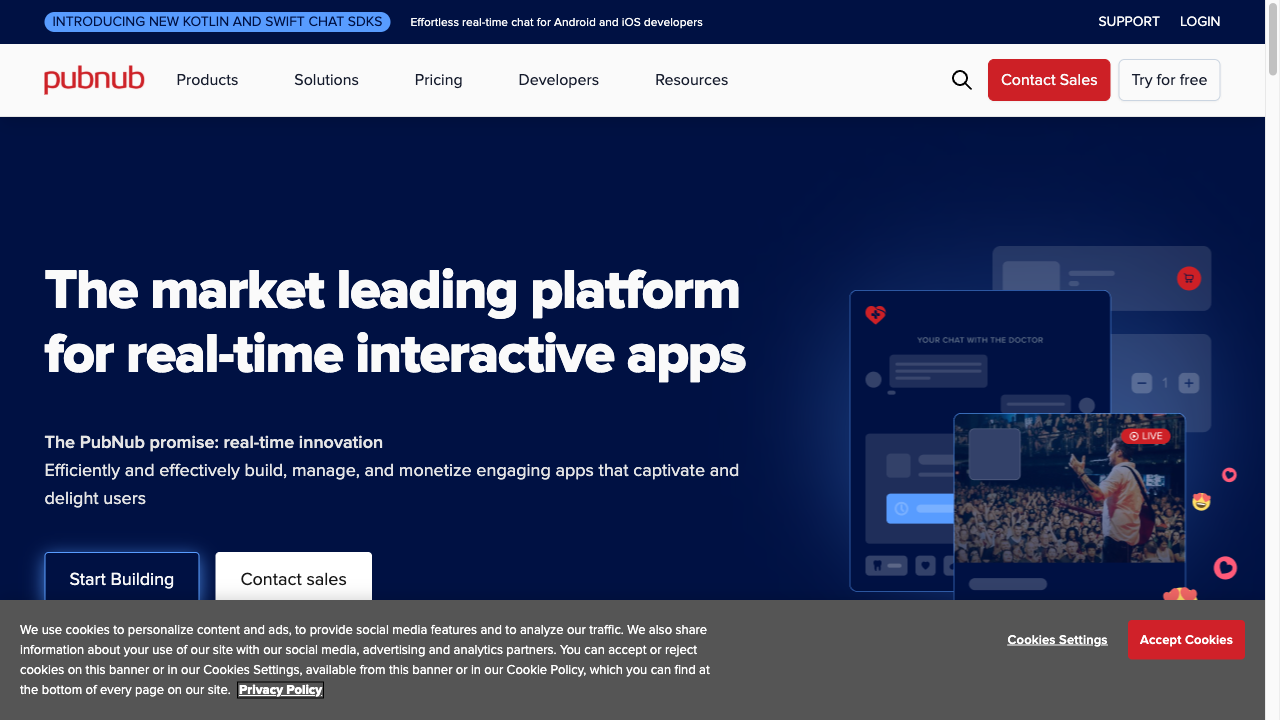 INTRODUCING NEW KOTLIN AND SWIFT CHAT SDKS
Effortless real-time chat for Android and iOS developers
SUPPORT
LOGIN
pubnub
Products
Solutions
Pricing
Developers
Resources
Contact Sales
Try for free
The market leading platform
for real-time interactive apps
The PubNub promise: real-time innovation
Efficiently and effectively build, manage, and monetize engaging apps that captivate and
delight users
Start Building
Contact sales
YOUR CHAT WITH THE DOCTOR
1
LIVE
We use cookies to personalize content and ads, to provide social media features and to analyze our traffic. We also share
information about your use of our site with our social media, advertising and analytics partners. You can accept or reject
cookies on this banner or in our Cookies Settings, available from this banner or in our Cookie Policy, which you can find at
the bottom of every page on our site. Privacy Policy
Cookies Settings
Accept Cookies